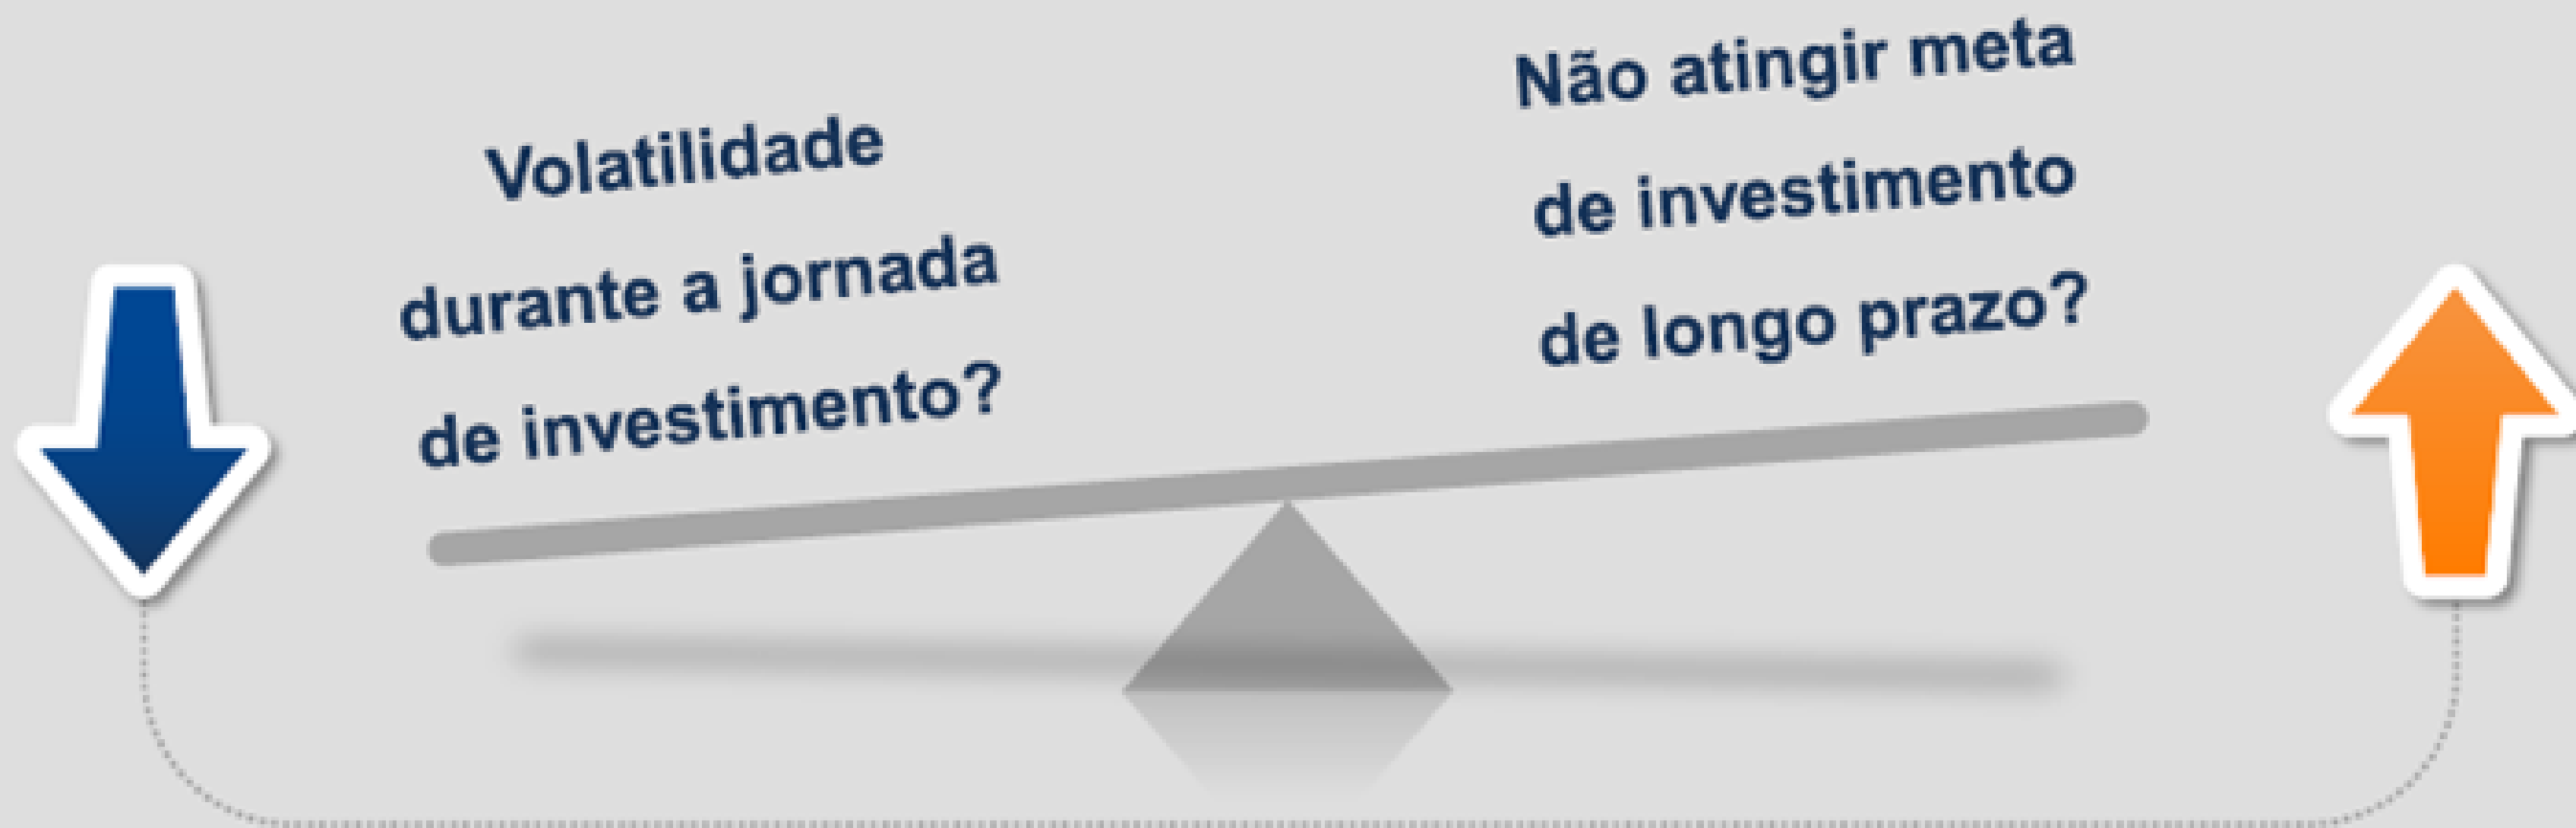 Volatilidade
durante a jornada
de investimento?
Não atingir meta
de investimento
de longo prazo?